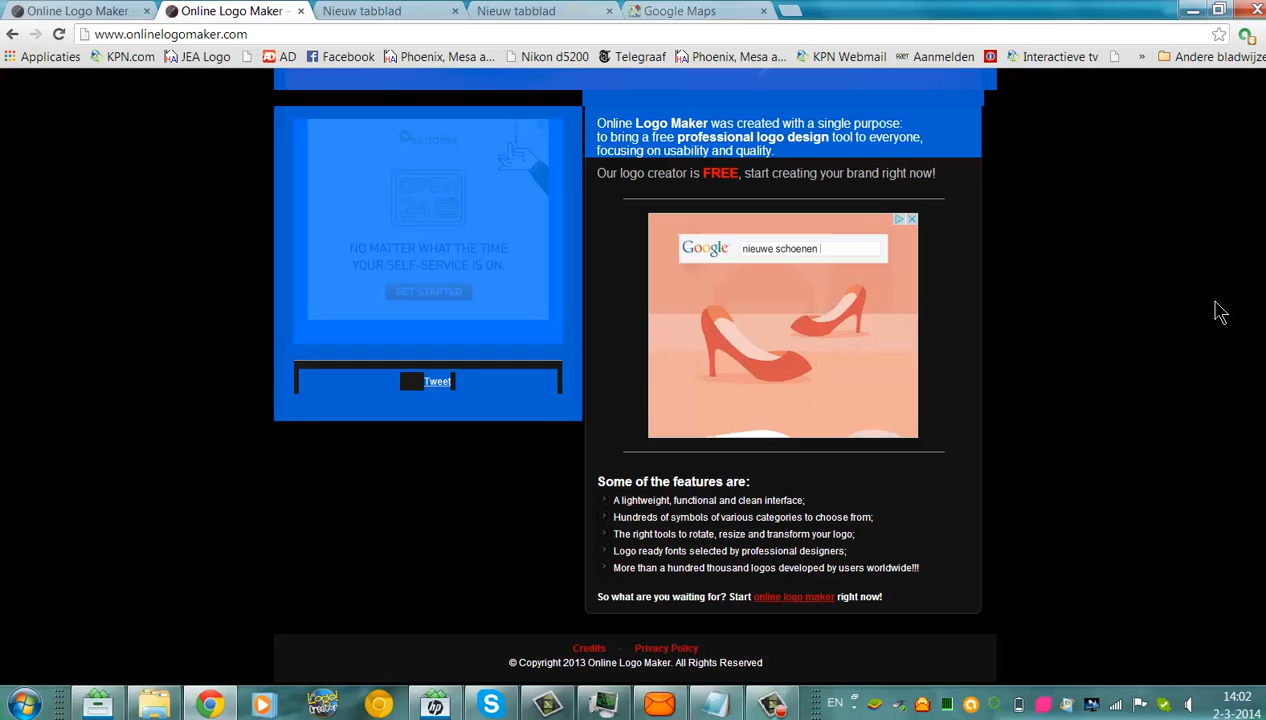 Online Logo Maker -
Online Logo Maker -
Nieuw tabblad
Nieuw tabblad
Google Maps
www.onlinelogomaker.com
Applicaties
KPN.com
JEA Logo
AD
Facebook
Phoenix, Mesa a...
Nikon d5200
Telegraaf
Phoenix, Mesa a...
KPN Webmail
Aanmelden
Interactieve tv
»
Andere bladwijze
OPEN
24
NO MATTER WHAT THE TIME
YOUR SELF-SERVICE IS ON.
GET STARTED
Tweet
Online Logo Maker was created with a single purpose:
to bring a free professional logo design tool to everyone,
focusing on usability and quality.
Our logo creator is FREE, start creating your brand right now!
Google nieuwe schoenen
Some of the features are:
A lightweight, functional and clean interface;
Hundreds of symbols of various categories to choose from;
The right tools to rotate, resize and transform your logo;
Logo ready fonts selected by professional designers;
More than a hundred thousand logos developed by users worldwide!!!
So what are you waiting for? Start online logo maker right now!
Credits - Privacy Policy
© Copyright 2013 Online Logo Maker. All Rights Reserved
hp
EN
14:02
2-3-2014